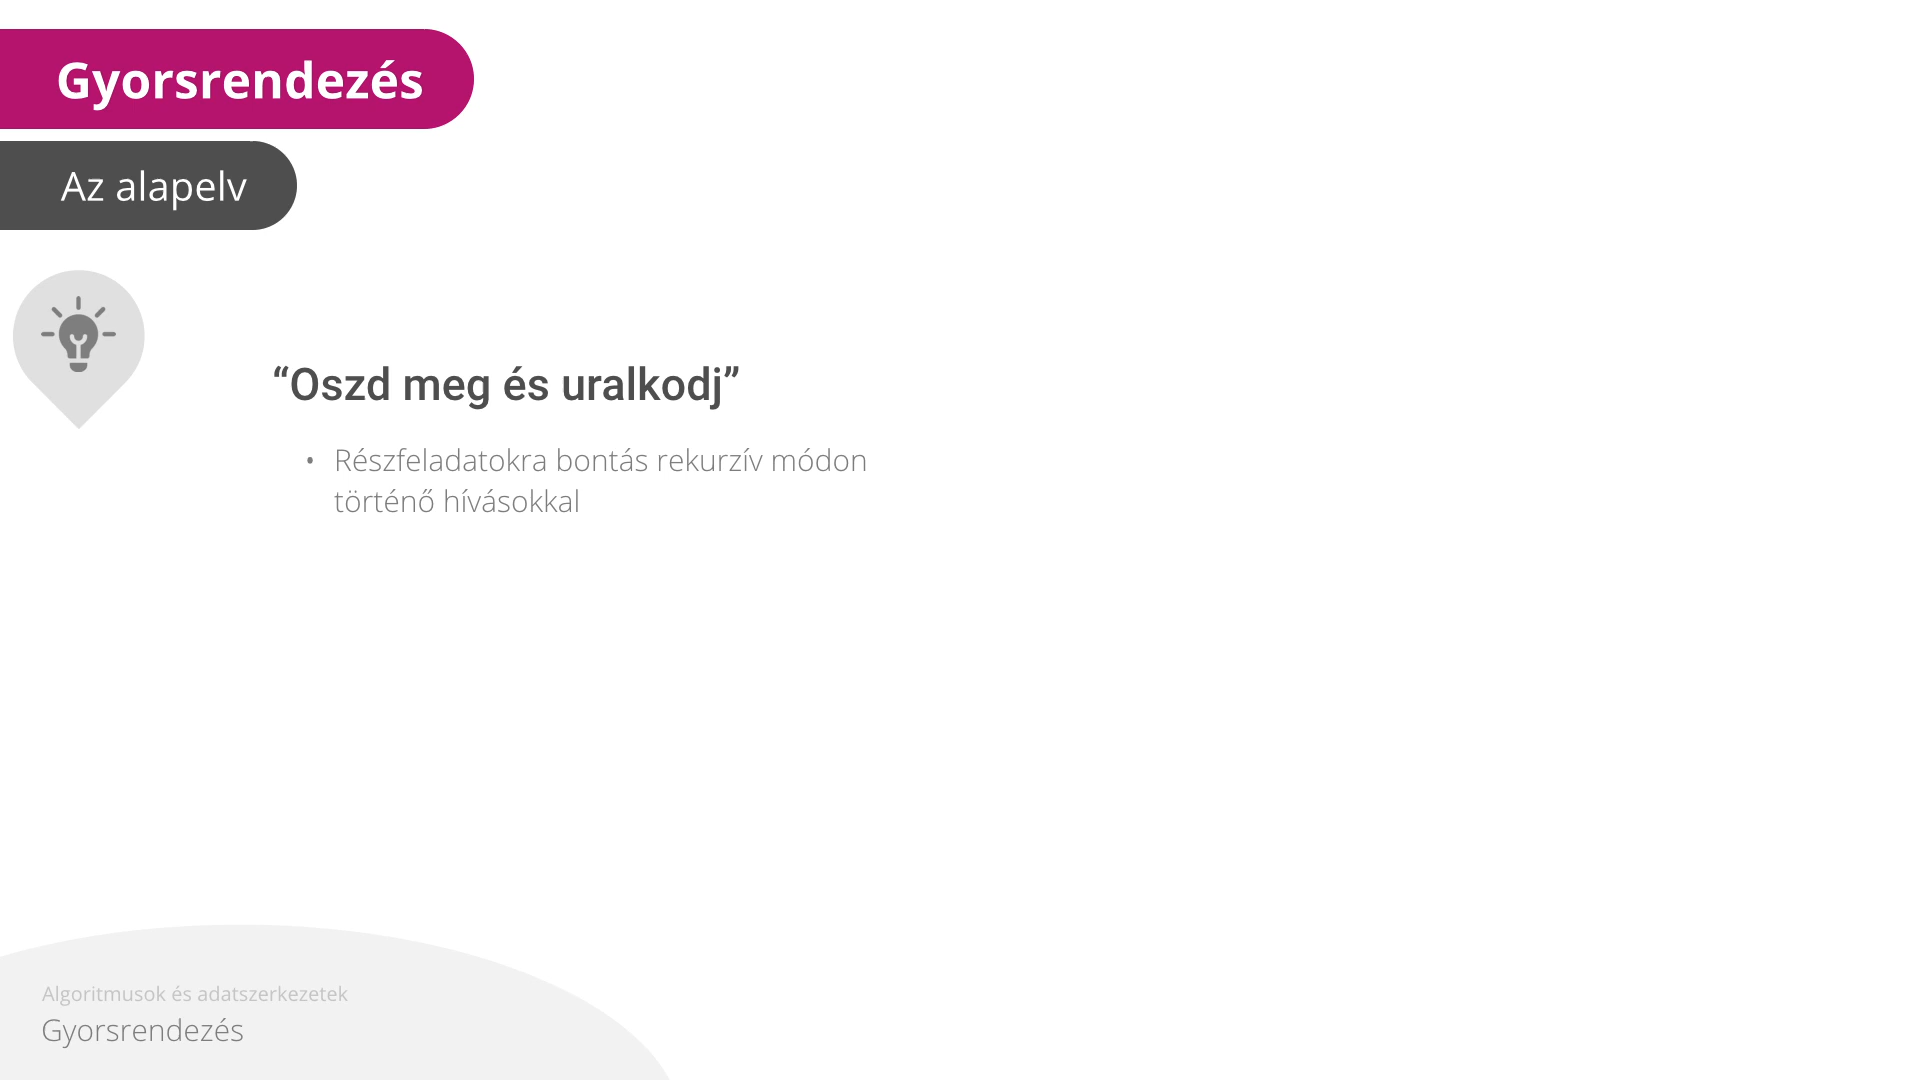 Gyorsrendezés
Az alapelv
“Oszd meg és uralkodj”
• Részfeladatokra bontás rekurzív módon
történő hívásokkal
Algoritmusok és adatszerkezetek
Gyorsrendezés